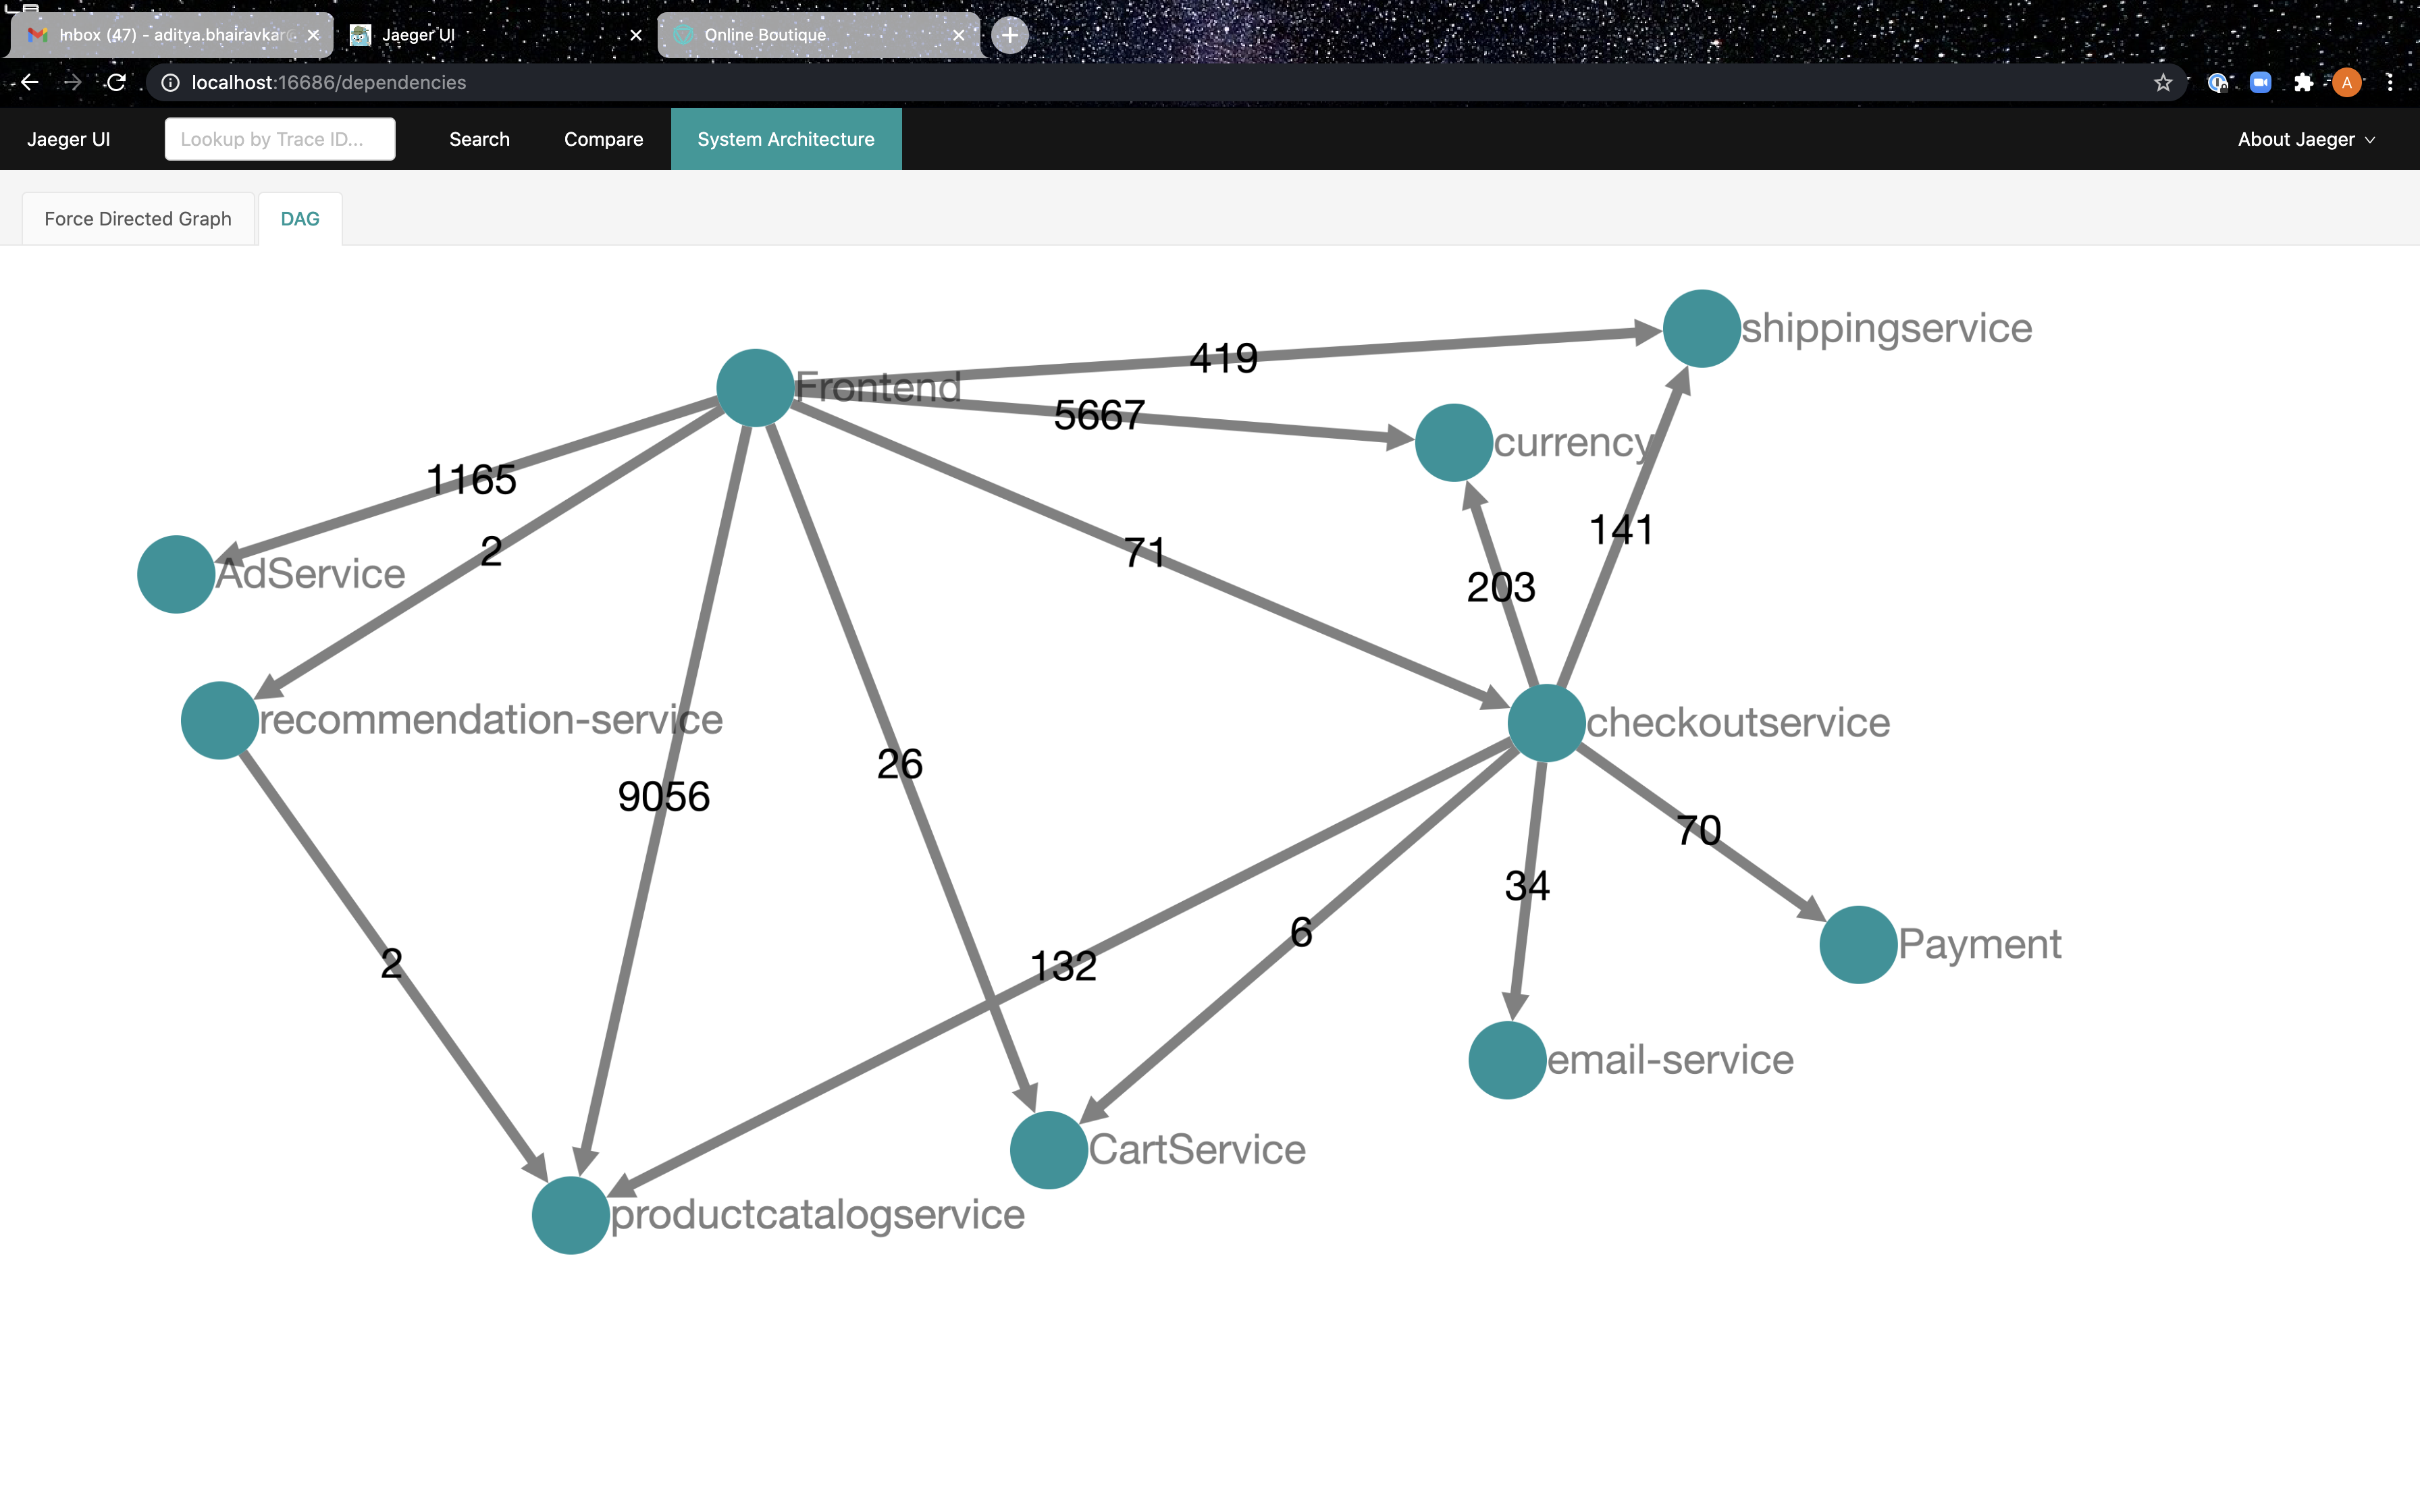 Inbox (47) - aditya.bhairavkar
Jaeger UI
Online Boutique
localhost:16686/dependencies
A
Jaeger UI
Lookup by Trace ID...
Search
Compare
System Architecture
About Jaeger
Force Directed Graph
DAG
shippingservice
419
Frontend
5667
currency
1165
141
2
71
AdService
203
recommendation-service
checkoutservice
26
9056
70
34
6
Payment
2
132
email-service
CartService
productcatalogservice